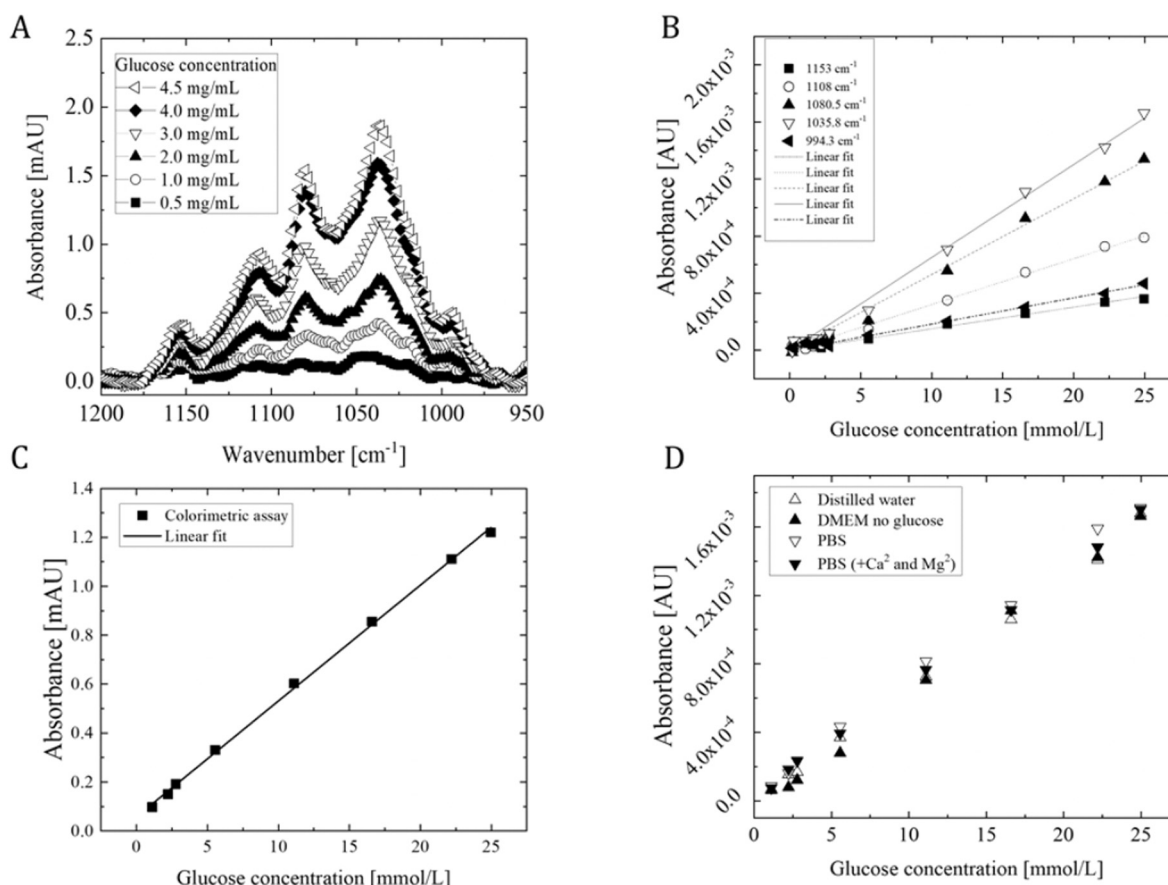 A
Absorbance [mAU]
2.5
2.0
1.5
1.0
0.5
0.0
Glucose concentration
4.5 mg/mL
4.0 mg/mL
3.0 mg/mL
2.0 mg/mL
1.0 mg/mL
0.5 mg/mL
1200 1150 1100 1050 1000 950
Wavenumber [cm⁻¹]
B
Absorbance [AU]
2.0x10⁻³
1.6x10⁻³
1.2x10⁻³
8.0x10⁻⁴
4.0x10⁻⁴
0.0
1153 cm⁻¹
1108 cm⁻¹
1080.5 cm⁻¹
1035.8 cm⁻¹
994.3 cm⁻¹
Linear fit
Linear fit
Linear fit
Linear fit
Linear fit
0 5 10 15 20 25
Glucose concentration [mmol/L]
C
Absorbance [mAU]
1.4
1.2
1.0
0.8
0.6
0.4
0.2
0.0
Colorimetric assay
Linear fit
0 5 10 15 20 25
Glucose concentration [mmol/L]
D
Absorbance [AU]
1.6x10⁻³
1.2x10⁻³
8.0x10⁻⁴
4.0x10⁻⁴
0.0
Distilled water
DMEM no glucose
PBS
PBS (+Ca² and Mg²)
0 5 10 15 20 25
Glucose concentration [mmol/L]